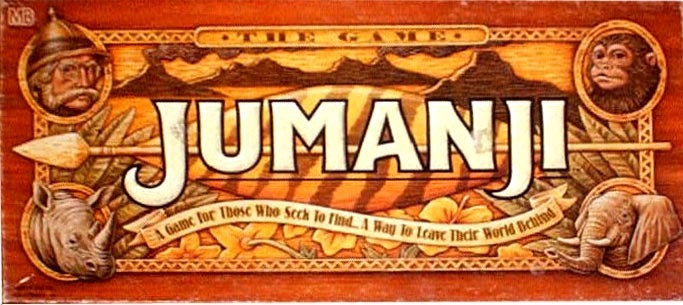 MB
• THE GAME •
JUMANJI
A Game for Those Who Seek To Find... A Way To Leave Their World Behind